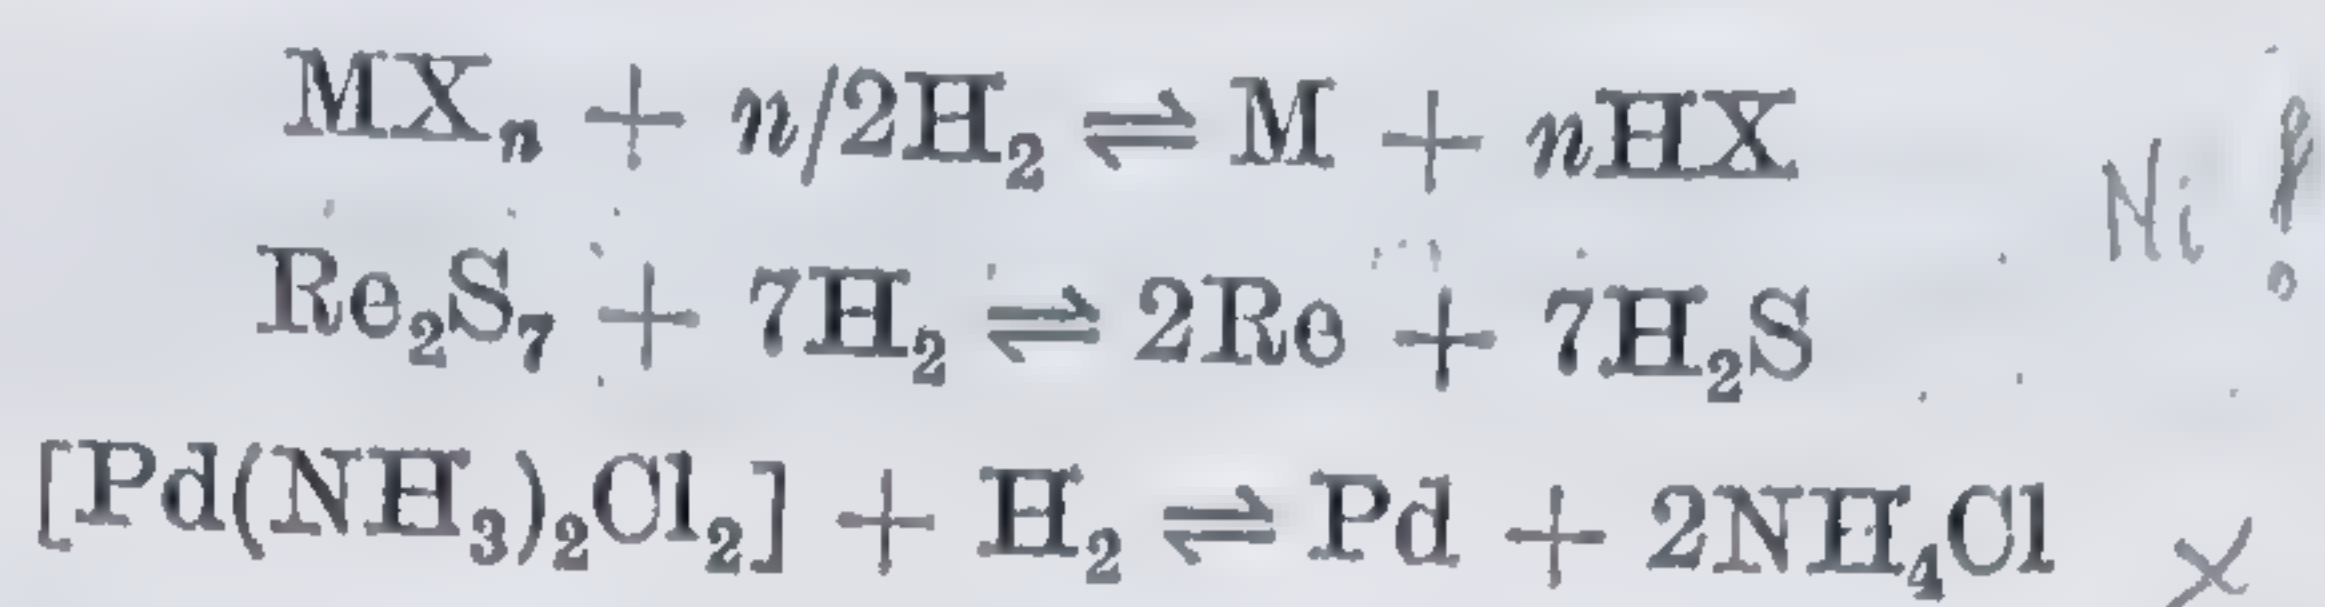 MXₙ + n/2H₂ ⇌ M + nHX
Ni !
Re₂S₇ + 7H₂ ⇌ 2Re + 7H₂S
[Pd(NH₃)₂Cl₂] + H₂ ⇌ Pd + 2NH₄Cl
x